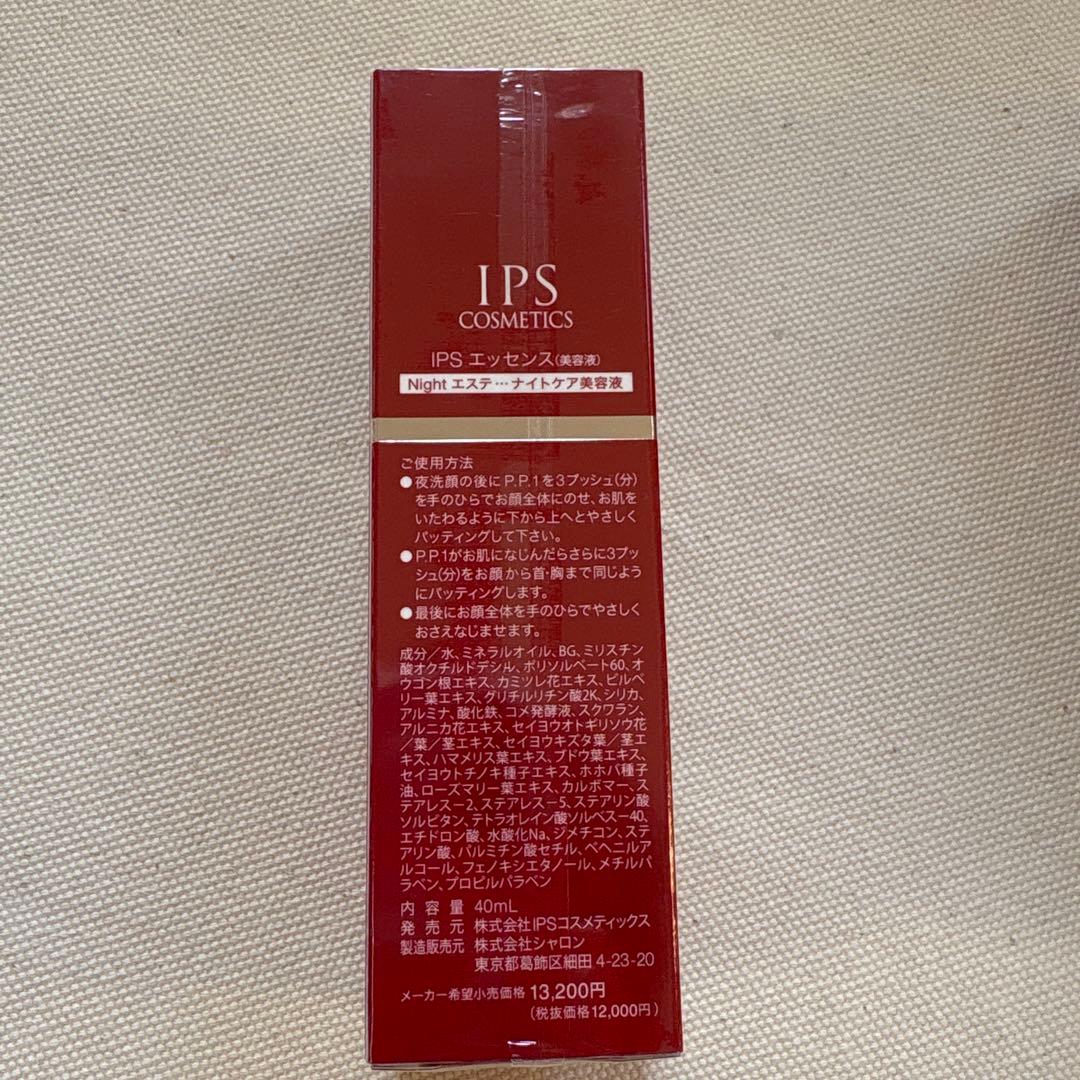 IPS
COSMETICS
IPS エッセンス(美容液)
Night エステ…ナイトケア美容液
ご使用方法
●夜洗顔の後にP.P.1を3プッシュ(分)
を手のひらでお顔全体にのせ、お肌を
いたわるように下から上へとやさしく
パッティングして下さい。
●P.P.1がお肌になじんだらさらに3プッ
シュ(分)をお顔から首・胸まで同じよう
にパッティングします。
●最後にお顔全体を手のひらでやさしく
おさえなじませます。
成分/水、ミネラルオイル、BG、ミリスチン
酸オクチルドデシル、ポリソルベート60、オ
ウゴン根エキス、カミツレ花エキス、ビルベ
リー葉エキス、グリチルリチン酸2K、シリカ、
アルミナ、酸化鉄、コメ発酵液、スクワラン、
アルニカ花エキス、セイヨウオトギリソウ花
/葉/茎エキス、セイヨウキズタ葉/茎エ
キス、ハマメリス葉エキス、ブドウ葉エキス、
セイヨウトチノキ種子エキス、ホホバ種子
油、ローズマリー葉エキス、カルボマー、ス
テアレス－2、ステアレス－5、ステアリン酸
ソルビタン、テトラオレイン酸ソルベス－40、
エチドロン酸、水酸化Na、ジメチコン、ステ
アリン酸、パルミチン酸セチル、ベヘニルア
ルコール、フェノキシエタノール、メチルパ
ラベン、プロピルパラベン
内容量 40mL
発売元 株式会社IPSコスメティックス
製造販売元 株式会社シャロン
東京都葛飾区細田 4-23-20
メーカー希望小売価格 13,200円
(税抜価格12,000円)